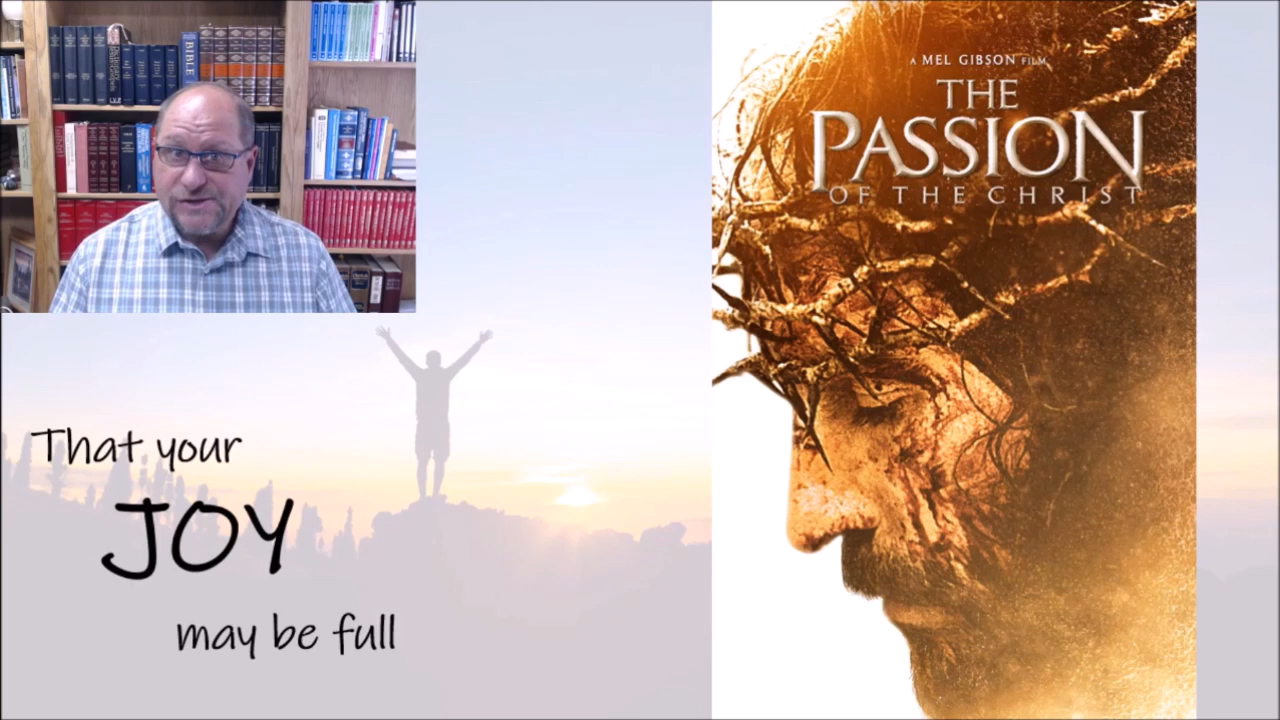 BIBLE
A MEL GIBSON FILM
THE
PASSION
OF THE CHRIST
That your
JOY
may be full